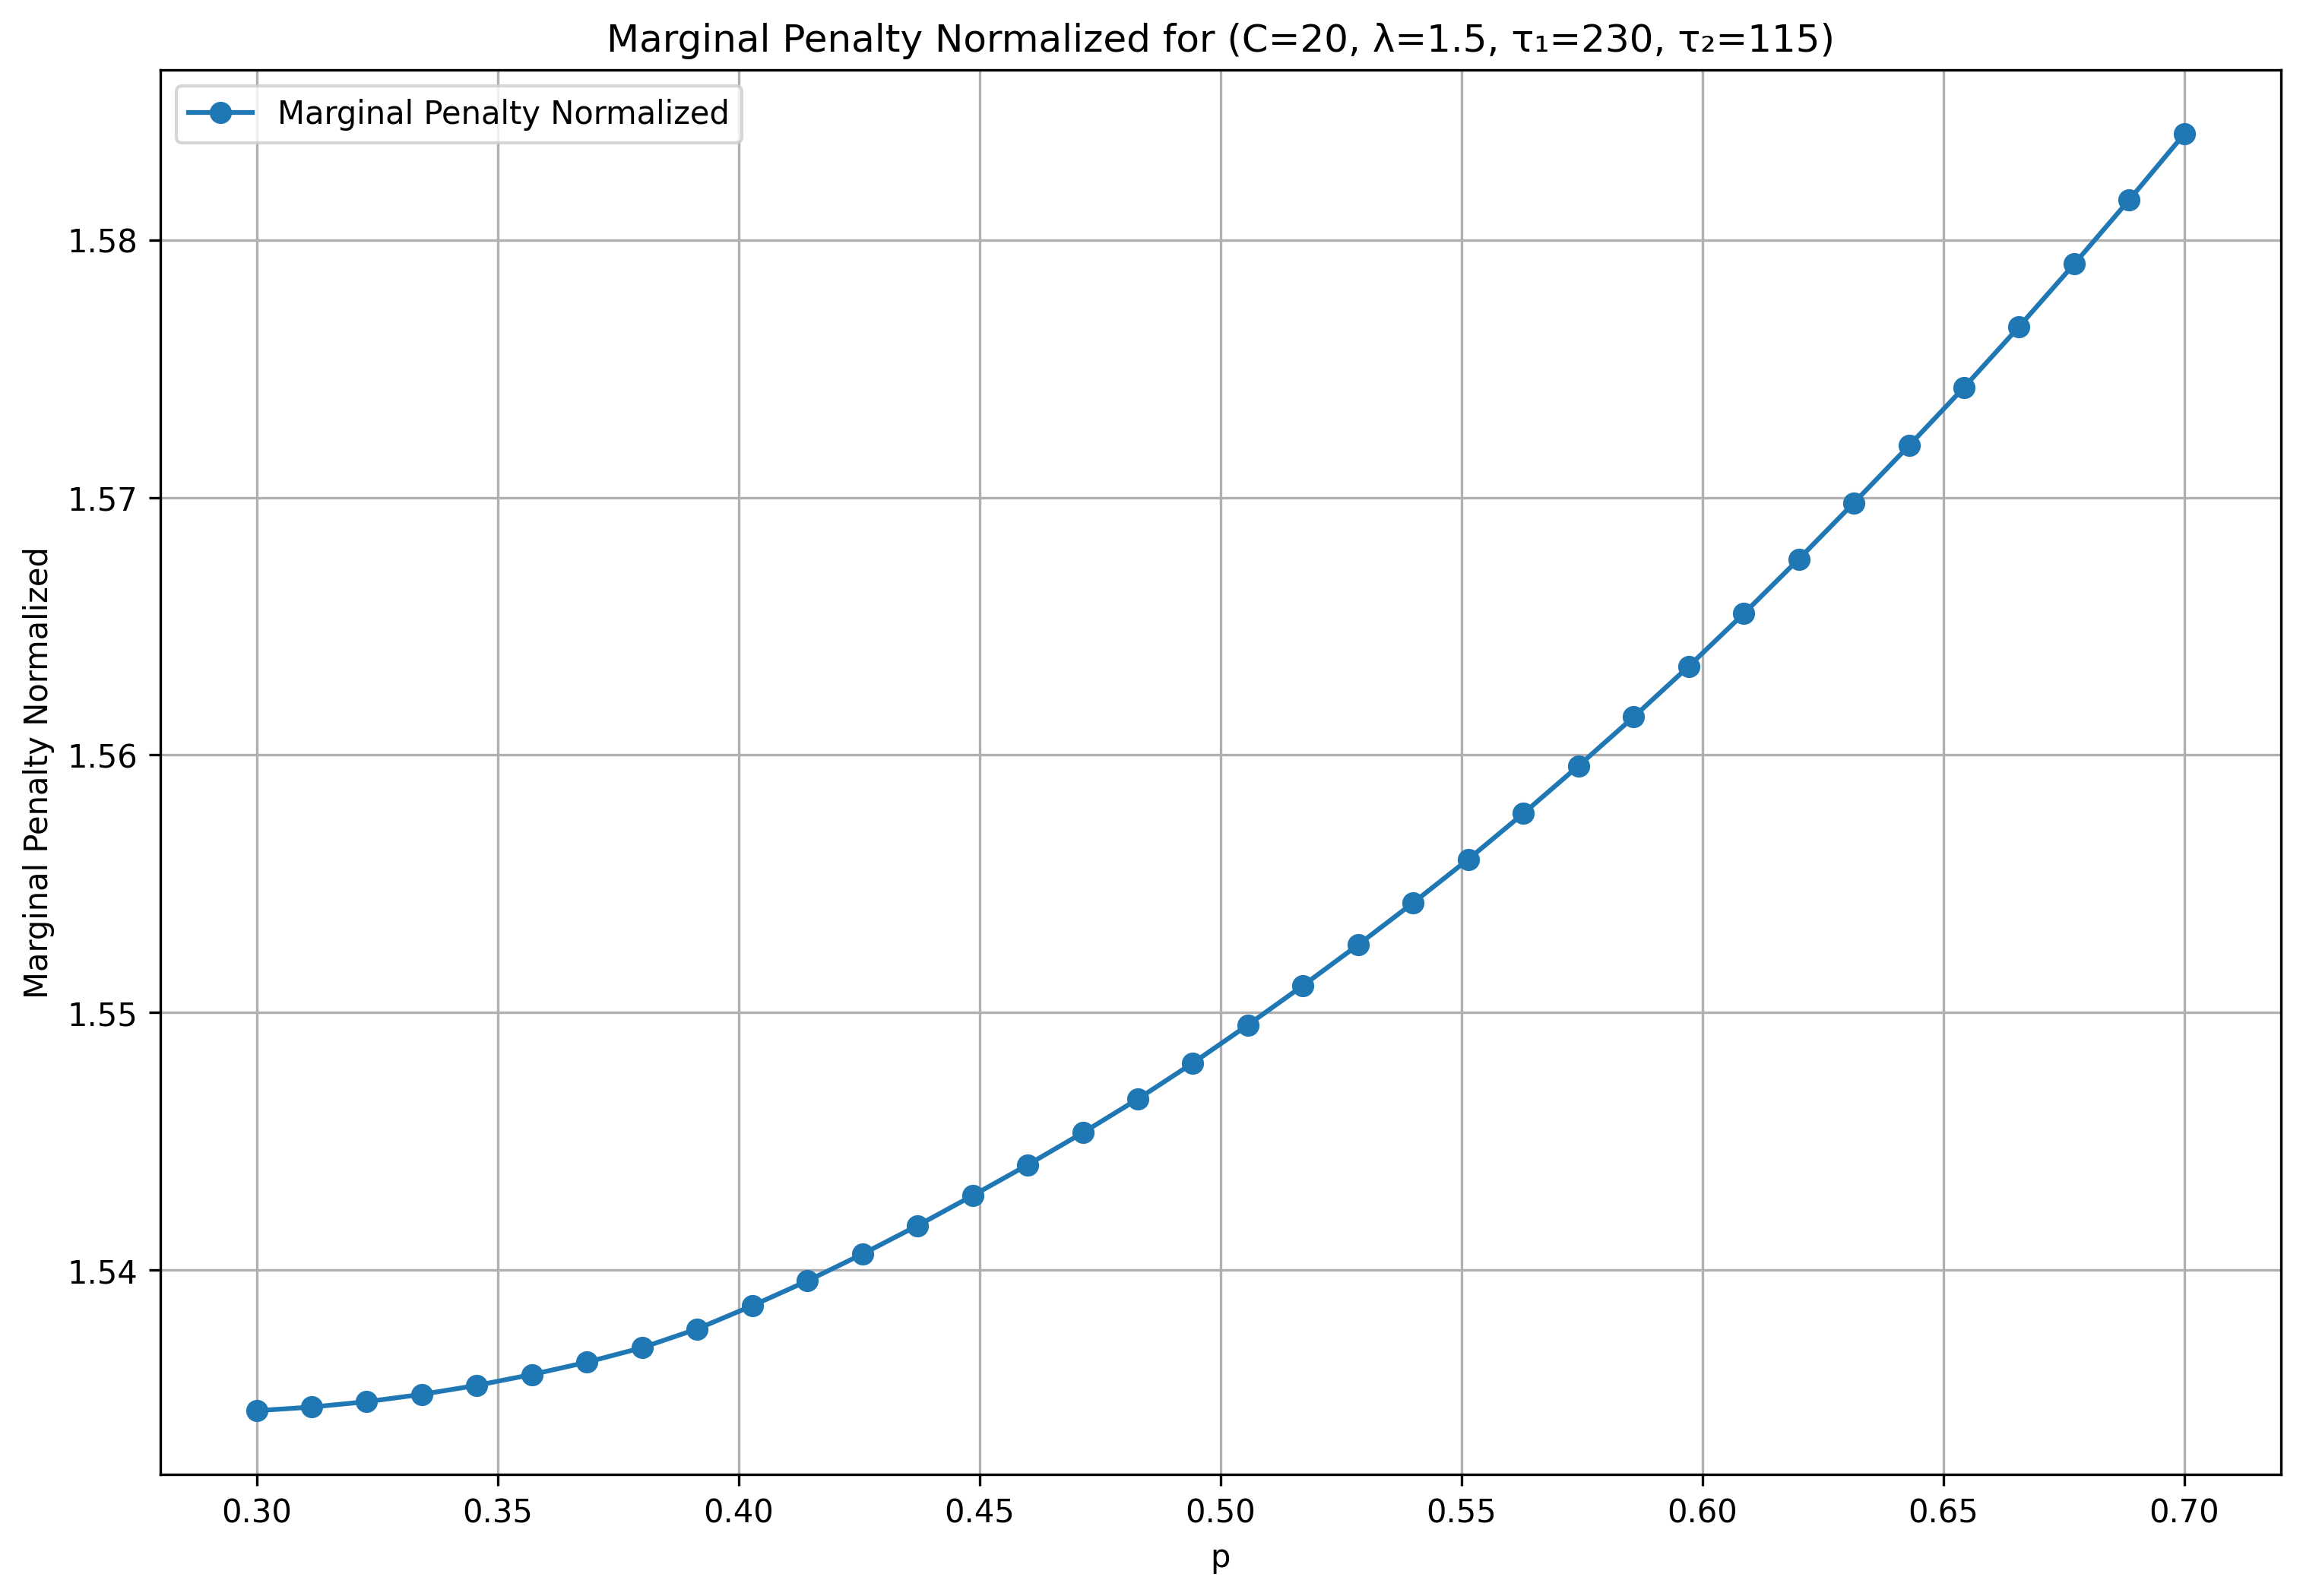 Marginal Penalty Normalized for (C=20, λ=1.5, τ₁=230, τ₂=115)
Marginal Penalty Normalized
Marginal Penalty Normalized
1.58
1.57
1.56
1.55
1.54
0.30 0.35 0.40 0.45 0.50 0.55 0.60 0.65 0.70
p